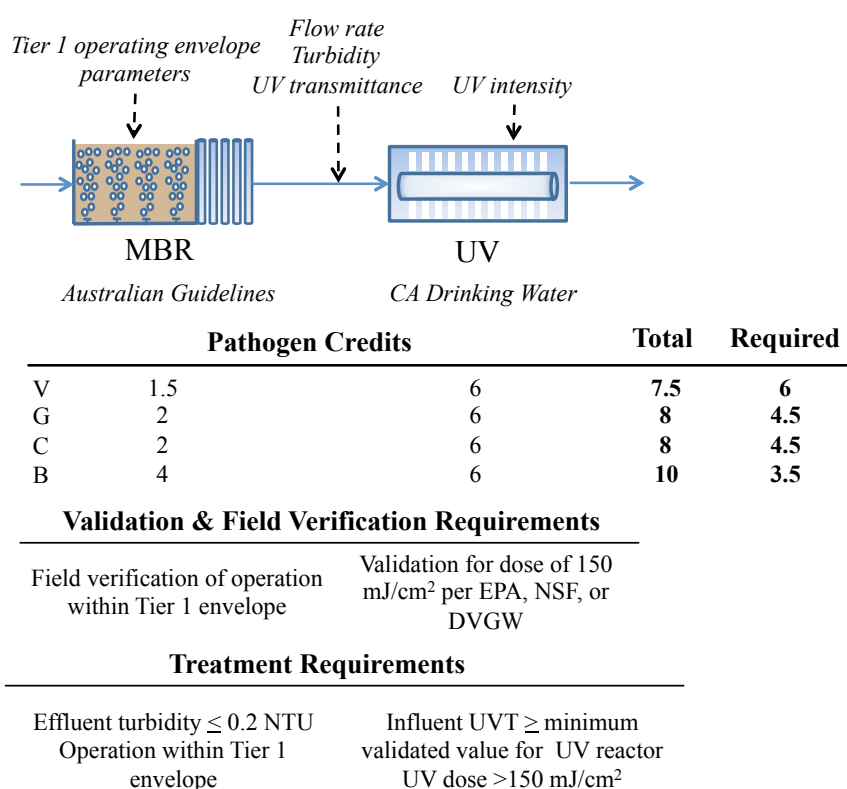 Tier 1 operating envelope
parameters
Flow rate
Turbidity
UV transmittance
UV intensity
MBR
UV
Australian Guidelines
CA Drinking Water
Pathogen Credits Total Required
V 1.5 6 7.5 6
G 2 6 8 4.5
C 2 6 8 4.5
B 4 6 10 3.5
Validation & Field Verification Requirements
Field verification of operation
within Tier 1 envelope
Validation for dose of 150
mJ/cm² per EPA, NSF, or
DVGW
Treatment Requirements
Effluent turbidity ≤ 0.2 NTU
Operation within Tier 1
envelope
Influent UVT ≥ minimum
validated value for UV reactor
UV dose >150 mJ/cm²